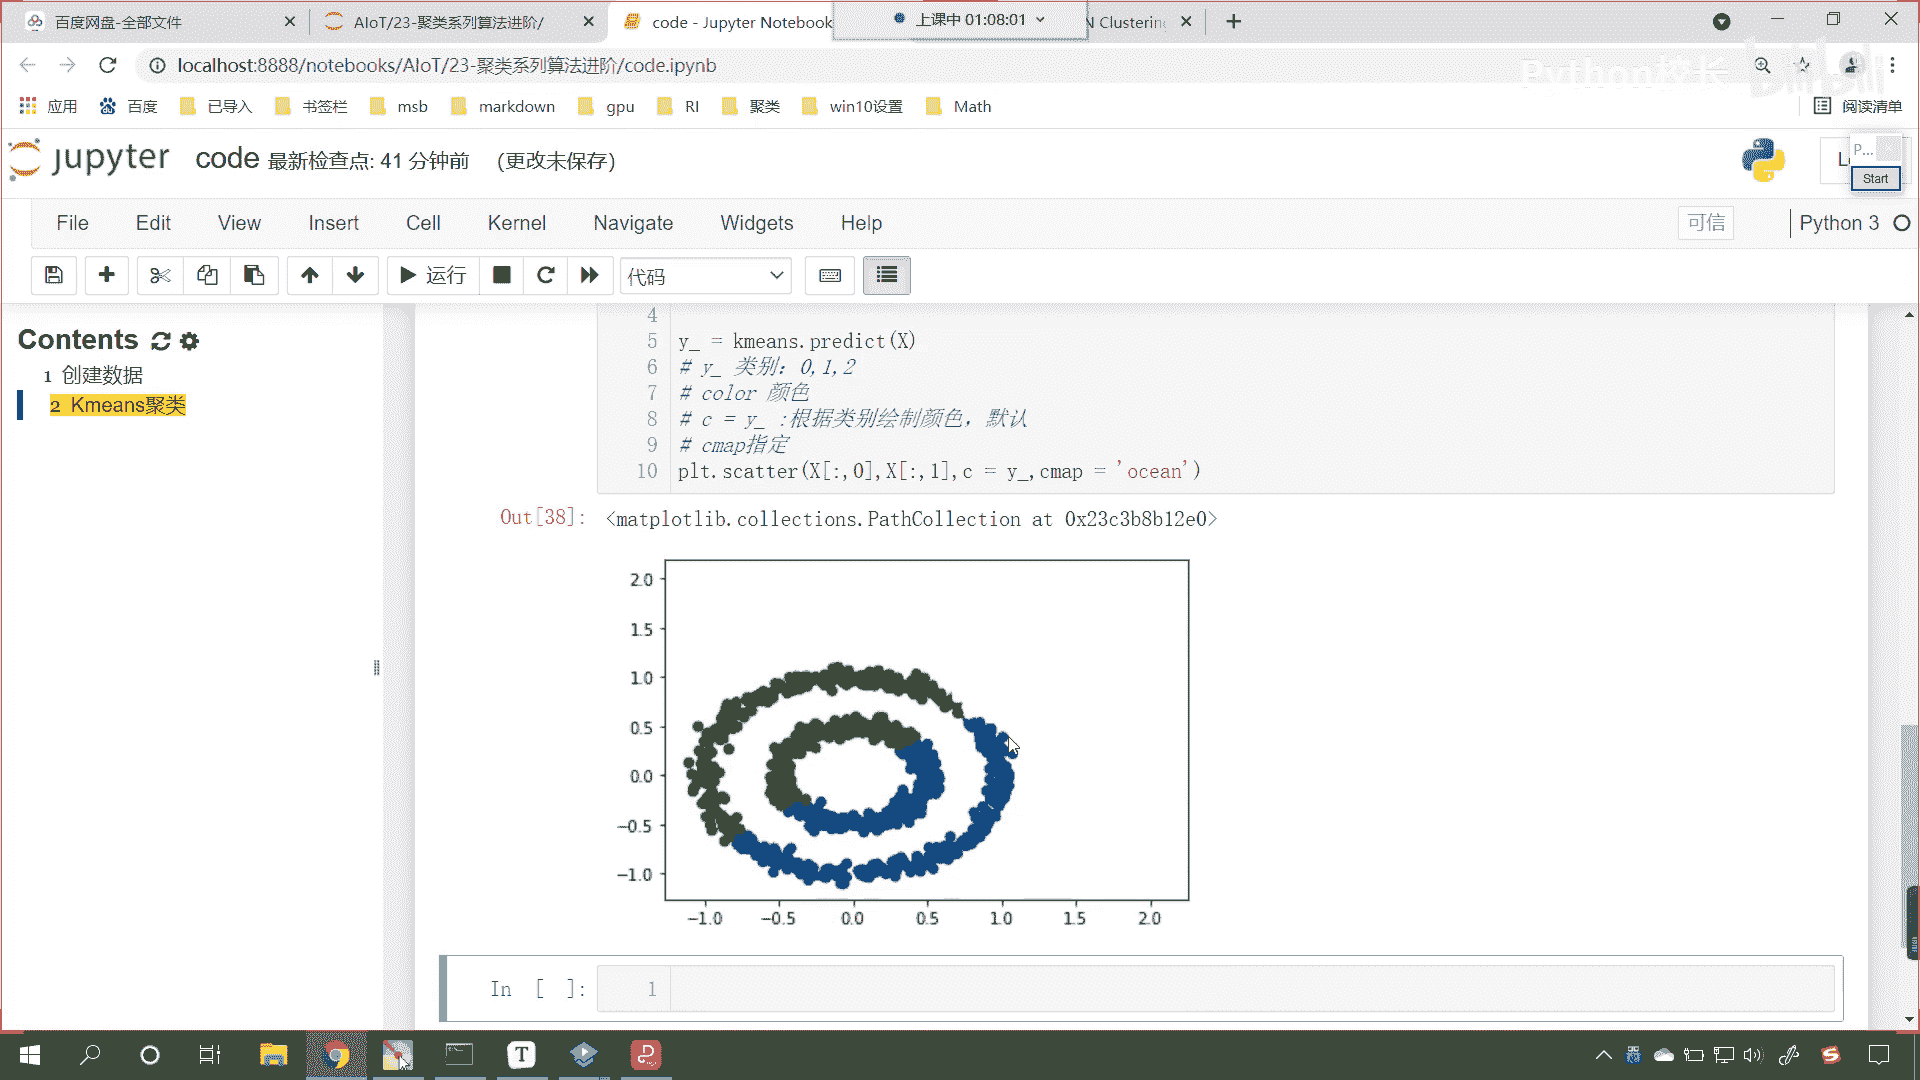 百度网盘-全部文件
AIoT/23-聚类系列算法进阶/
code - Jupyter Notebook
上课中 01:08:01
N Clustering
localhost:8888/notebooks/AIoT/23-聚类系列算法进阶/code.ipynb
Python校长
bilibili
应用
百度
已导入
书签栏
msb
markdown
gpu
RI
聚类
win10设置
Math
阅读清单
jupyter
code 最新检查点: 41 分钟前 (更改未保存)
P...
Start
File Edit View Insert Cell Kernel Navigate Widgets Help
可信
Python 3
运行
代码
Contents
1 创建数据
2 Kmeans聚类
4
5 y_ = kmeans.predict(X)
6 # y_ 类别：0,1,2
7 # color 颜色
8 # c = y_ :根据类别绘制颜色，默认
9 # cmap指定
10 plt.scatter(X[:,0],X[:,1],c = y_,cmap = 'ocean')
Out[38]: <matplotlib.collections.PathCollection at 0x23c3b8b12e0>
2.0
1.5
1.0
0.5
0.0
−0.5
−1.0
−1.0 −0.5 0.0 0.5 1.0 1.5 2.0
In [ ]: 1